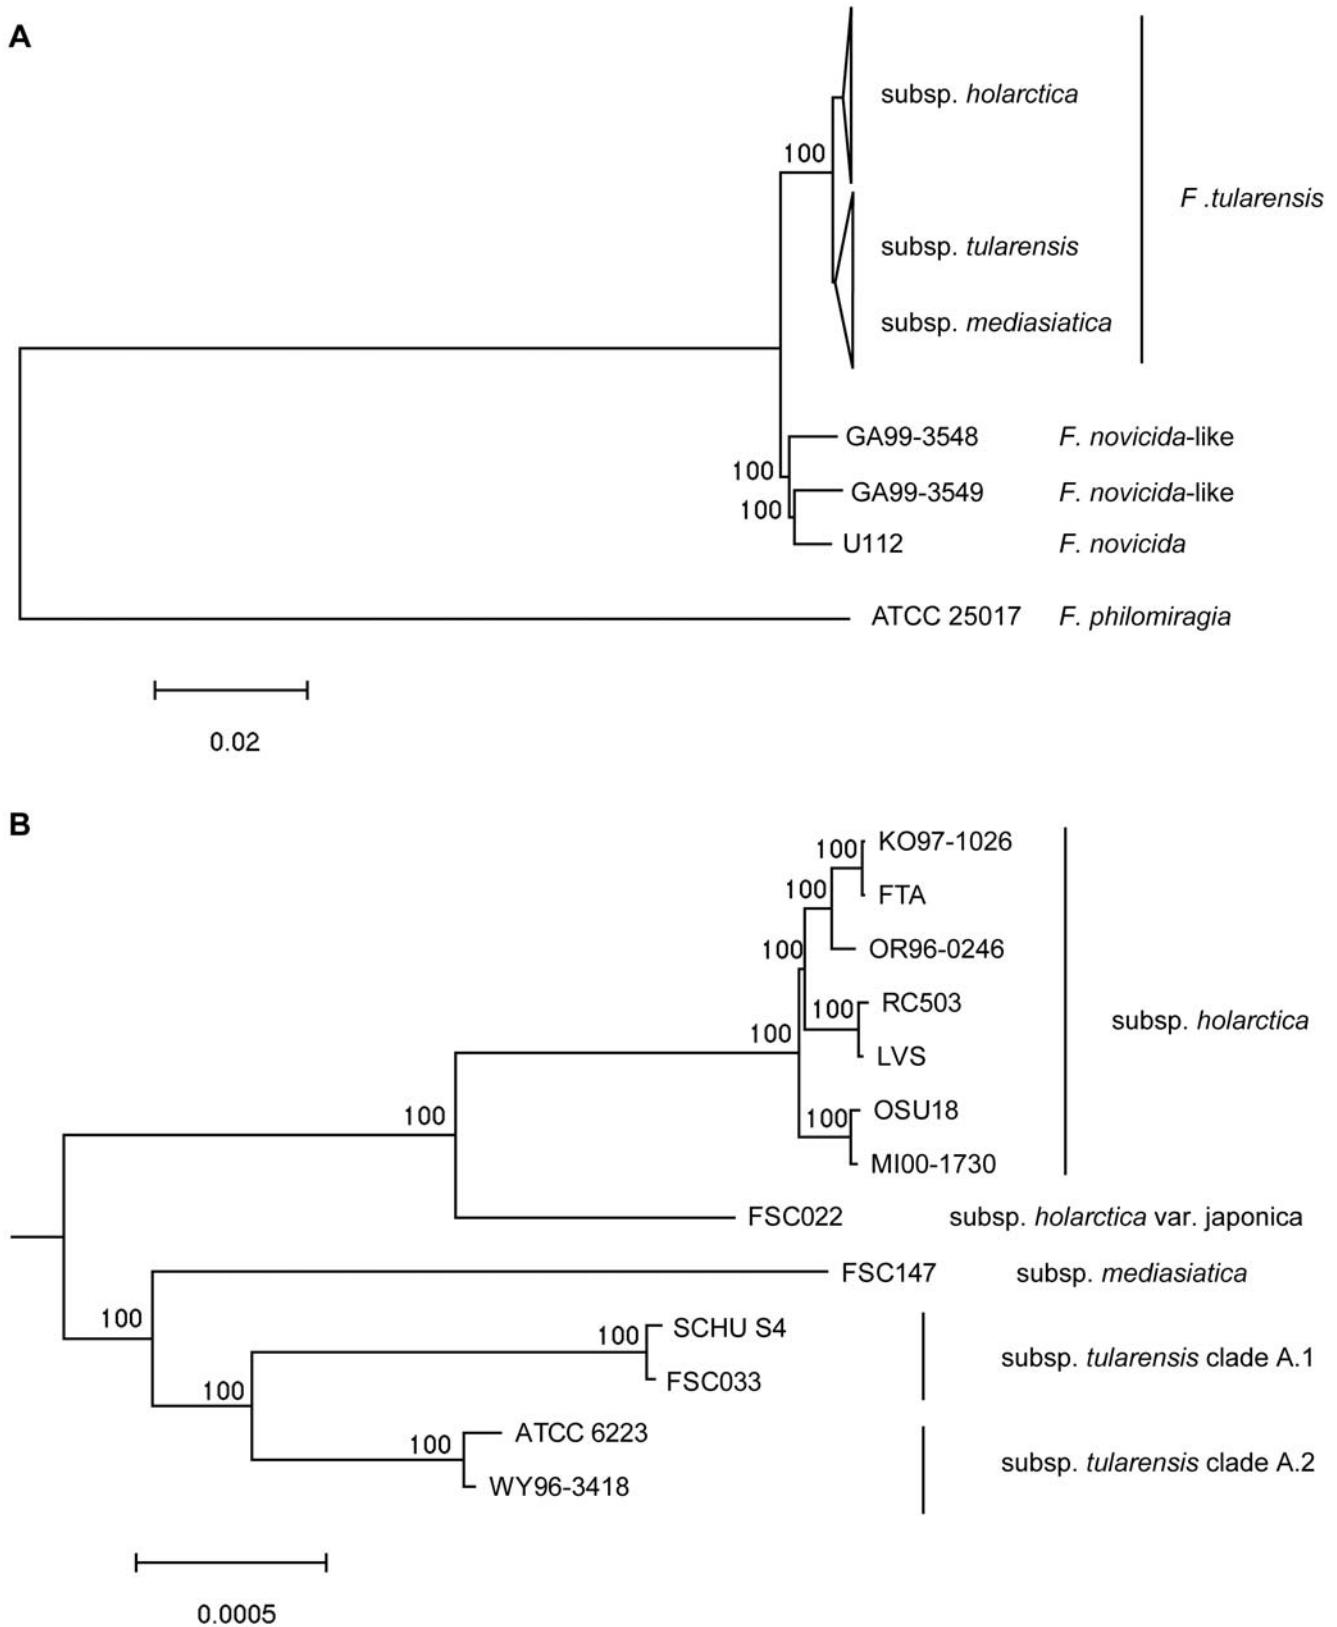 A
subsp. holarctica
100
F .tularensis
subsp. tularensis
subsp. mediasiatica
GA99-3548 F. novicida-like
100
GA99-3549 F. novicida-like
100
U112 F. novicida
ATCC 25017 F. philomiragia
0.02
B
KO97-1026
100
100
FTA
100
OR96-0246
RC503
100
subsp. holarctica
100
LVS
OSU18
100
100
MI00-1730
FSC022 subsp. holarctica var. japonica
FSC147 subsp. mediasiatica
100
SCHU S4
100
subsp. tularensis clade A.1
FSC033
100
ATCC 6223
100
subsp. tularensis clade A.2
WY96-3418
0.0005